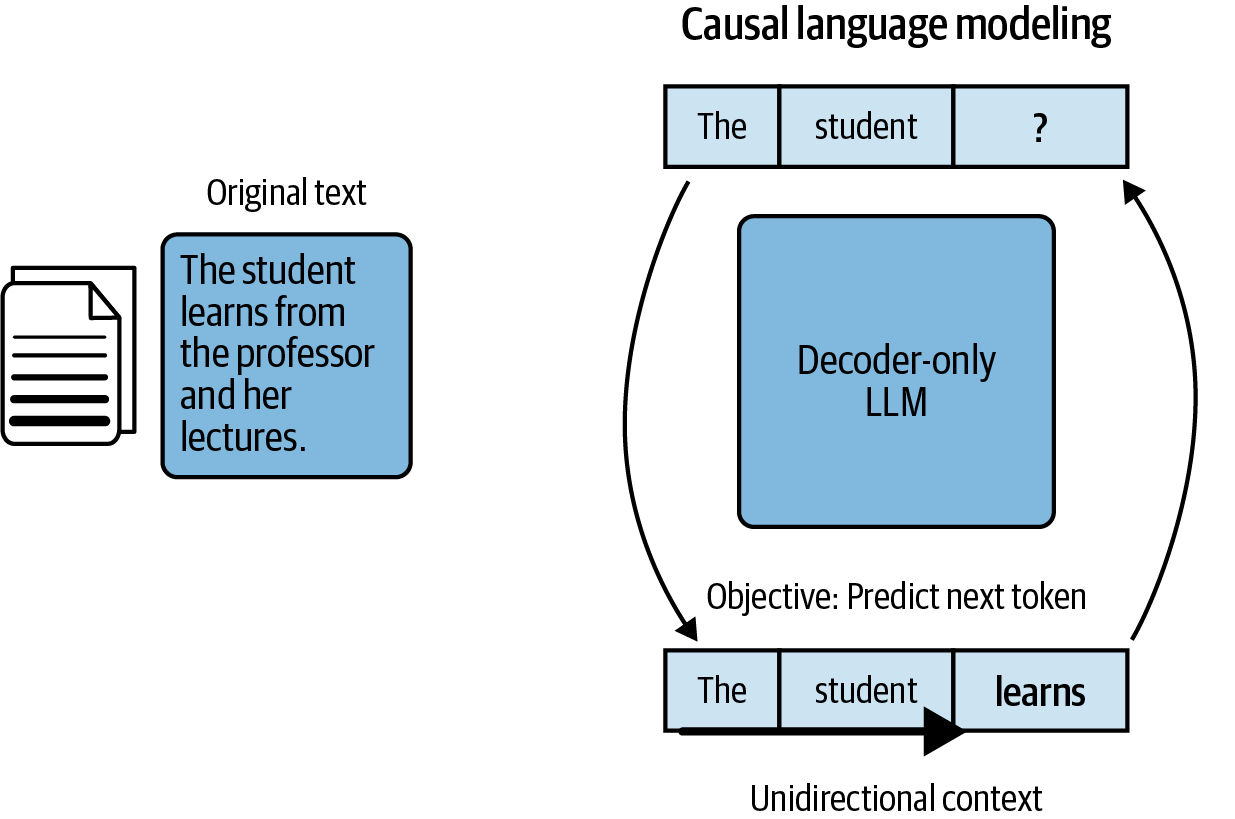 Causal language modeling
The student ?
Original text
The student
learns from
the professor
and her
lectures.
Decoder-only
LLM
Objective: Predict next token
The student learns
Unidirectional context